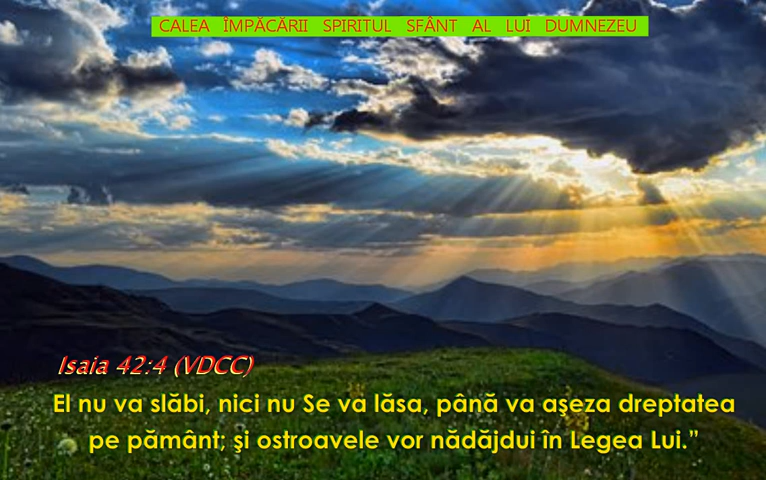 CALEA ÎMPĂCĂRII SPIRITUL SFÂNT AL LUI DUMNEZEU
Isaia 42:4 (VDCC)
El nu va slăbi, nici nu Se va lăsa, până va aşeza dreptatea
pe pământ; şi ostroavele vor nădăjdui în Legea Lui.”